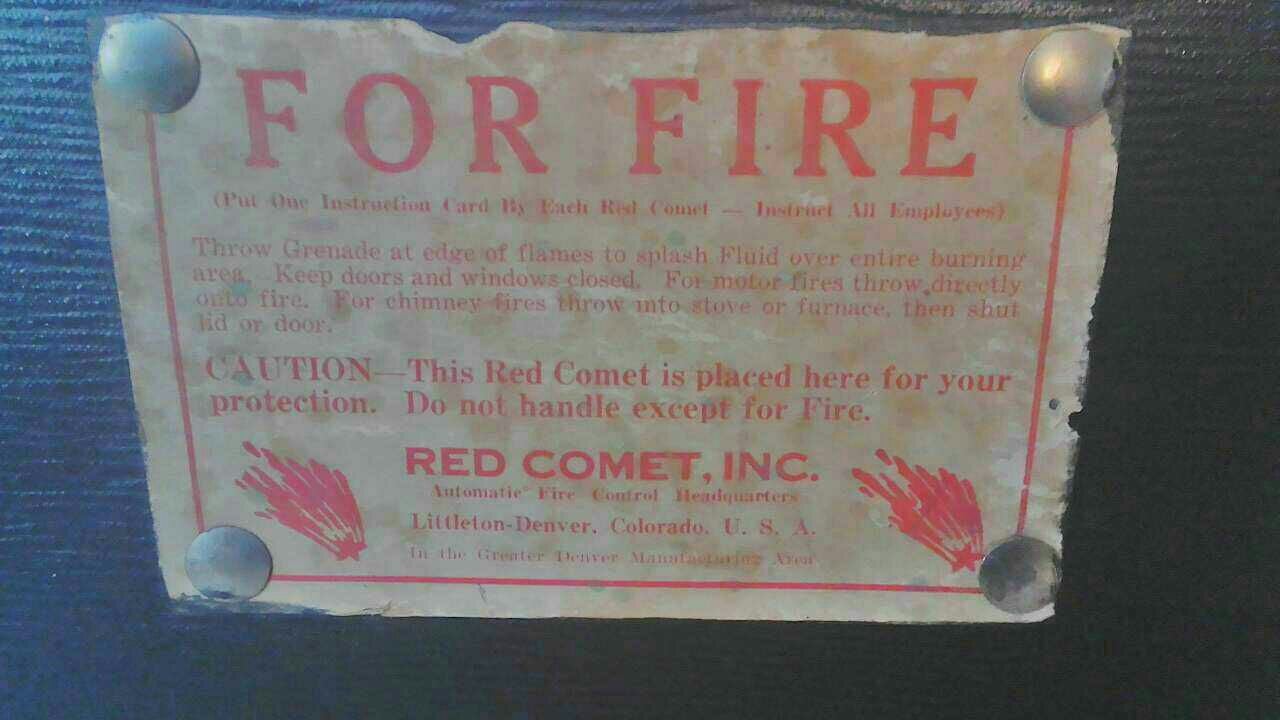 FOR FIRE
(Put One Instruction Card By Each Red Comet — Instruct All Employees)
Throw Grenade at edge of flames to splash Fluid over entire burning
area. Keep doors and windows closed. For motor fires throw directly
onto fire. For chimney fires throw into stove or furnace, then shut
lid or door.
CAUTION—This Red Comet is placed here for your
protection. Do not handle except for Fire.
RED COMET, INC.
Automatic Fire Control Headquarters
Littleton-Denver, Colorado, U. S. A.
In the Greater Denver Manufacturing Area